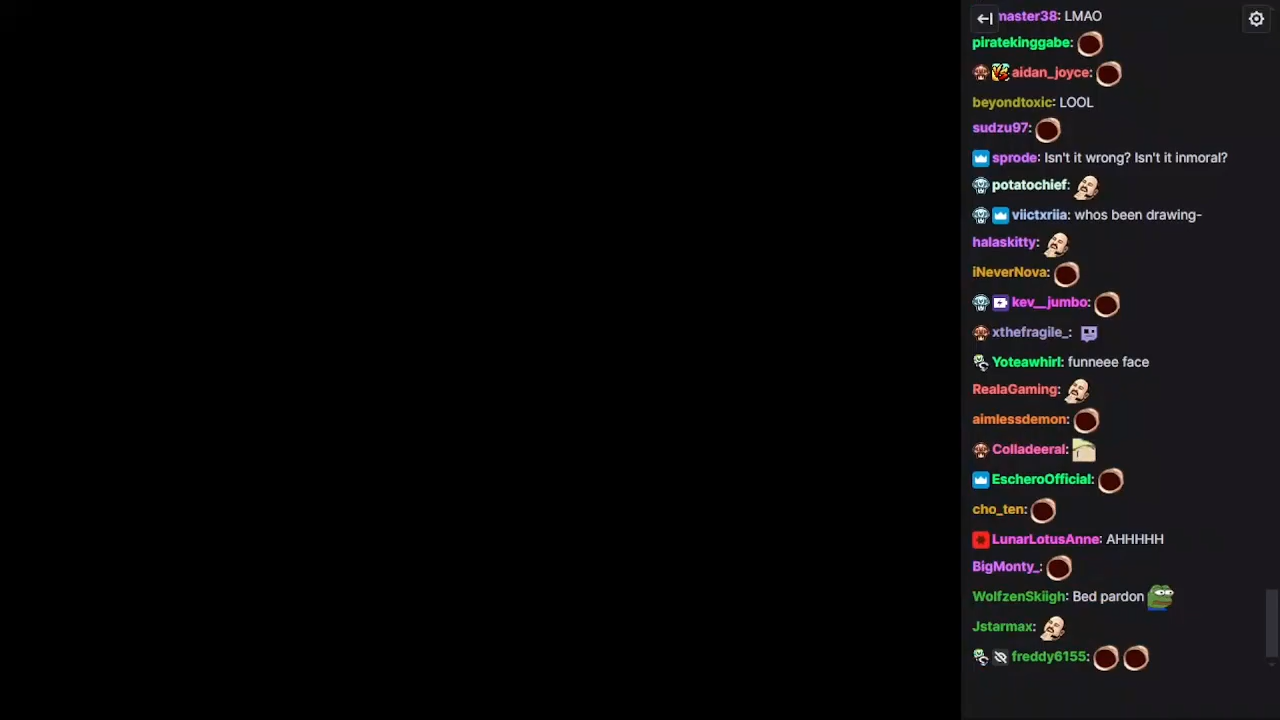 master38: LMAO
piratekinggabe:
aidan_joyce:
beyondtoxic: LOOL
sudzu97:
sprode: Isn't it wrong? Isn't it inmoral?
potatochief:
viictxriia: whos been drawing-
halaskitty:
iNeverNova:
kev__jumbo:
xthefragile_:
Yoteawhirl: funneee face
RealaGaming:
aimlessdemon:
Colladeeral:
EscheroOfficial:
cho_ten:
LunarLotusAnne: AHHHHH
BigMonty_:
WolfzenSkiigh: Bed pardon
Jstarmax:
freddy6155: